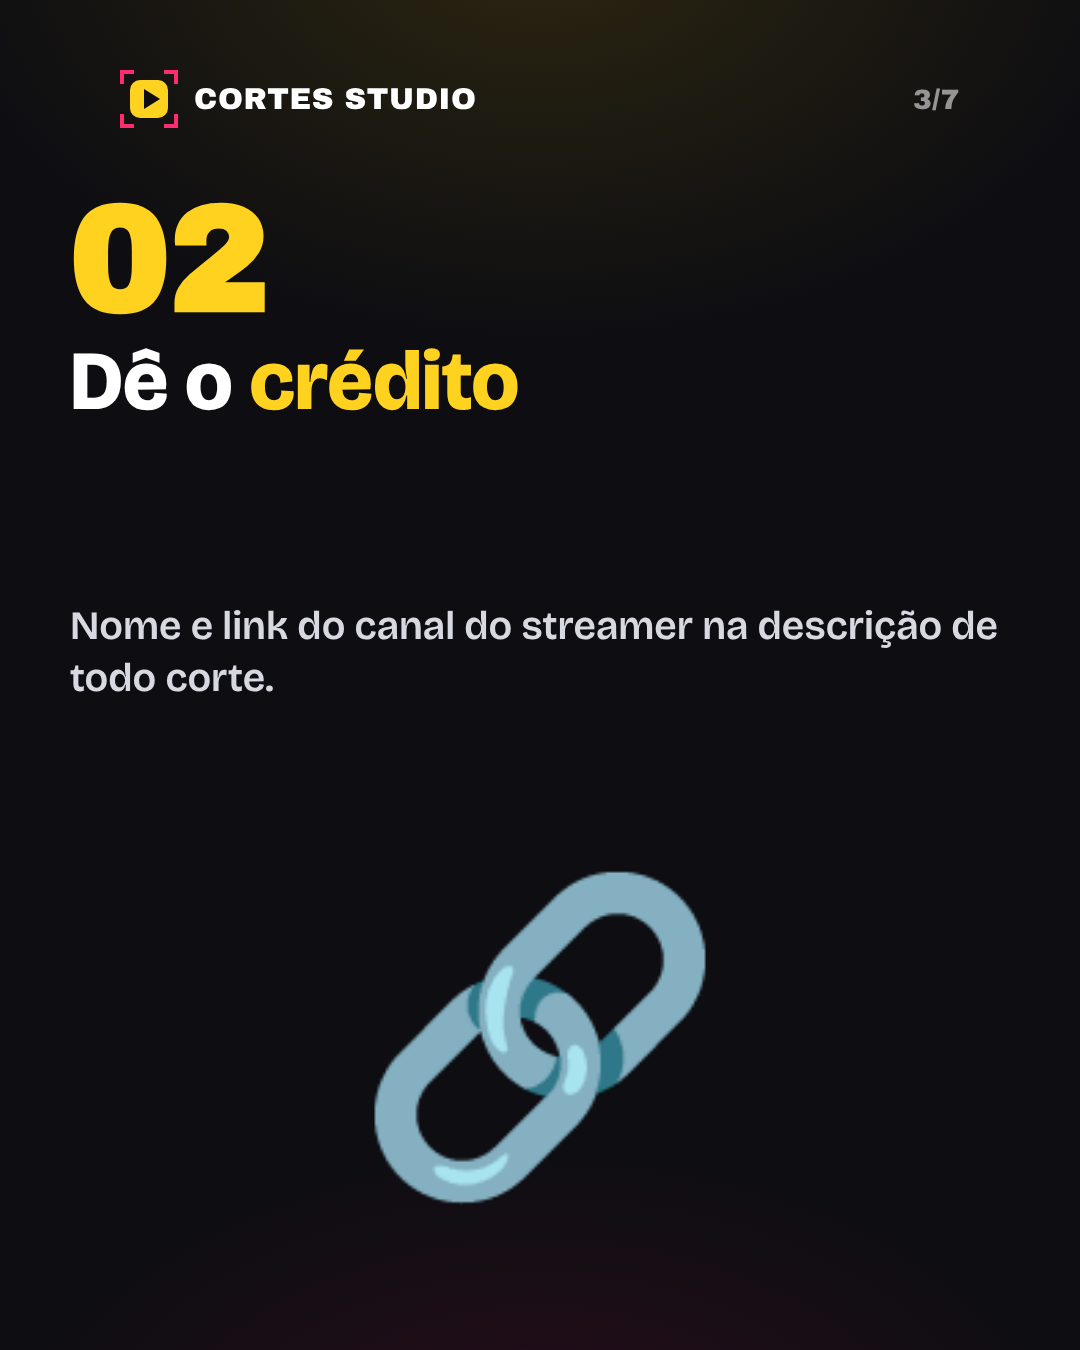 CORTES STUDIO
3/7
02
Dê o crédito
Nome e link do canal do streamer na descrição de
todo corte.